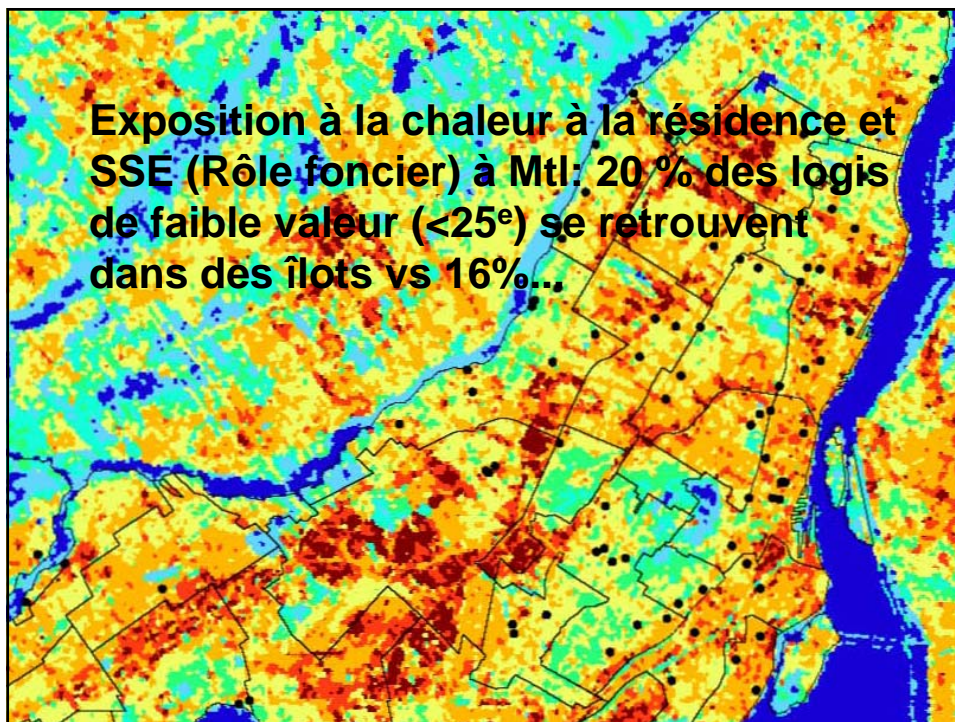 Exposition à la chaleur à la résidence et
SSE (Rôle foncier) à Mtl: 20 % des logis
de faible valeur (<25ᵉ) se retrouvent
dans des îlots vs 16%...